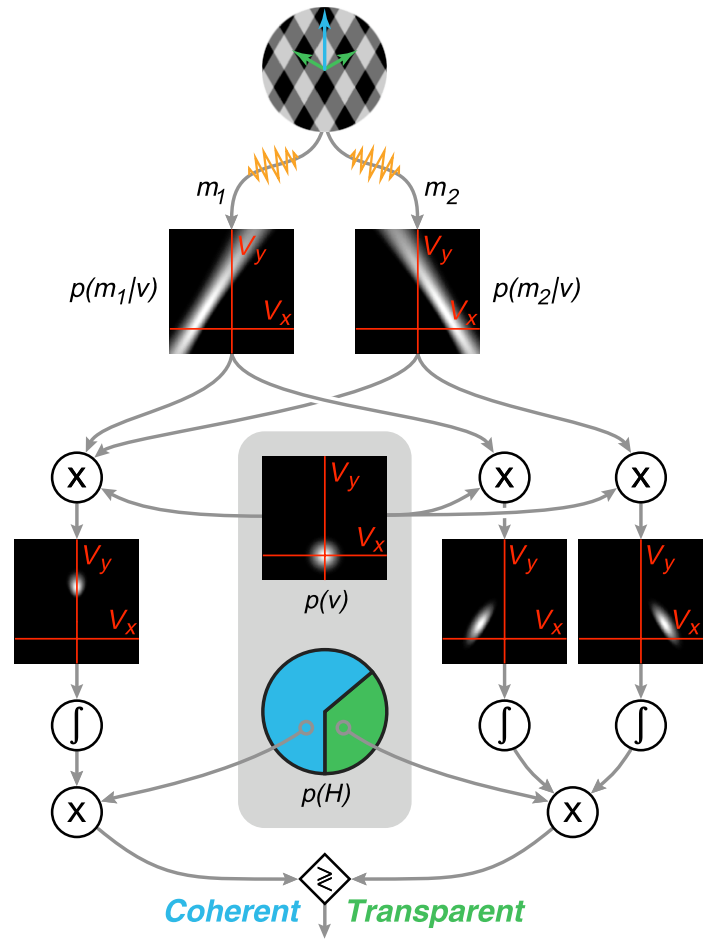 m1
m2
Vy
Vx
Vy
Vx
p(m1|v)
p(m2|v)
X
X
X
Vy
Vx
p(v)
Vy
Vx
Vy
Vx
Vy
Vx
∫
∫
∫
p(H)
X
X
≷
Coherent
Transparent